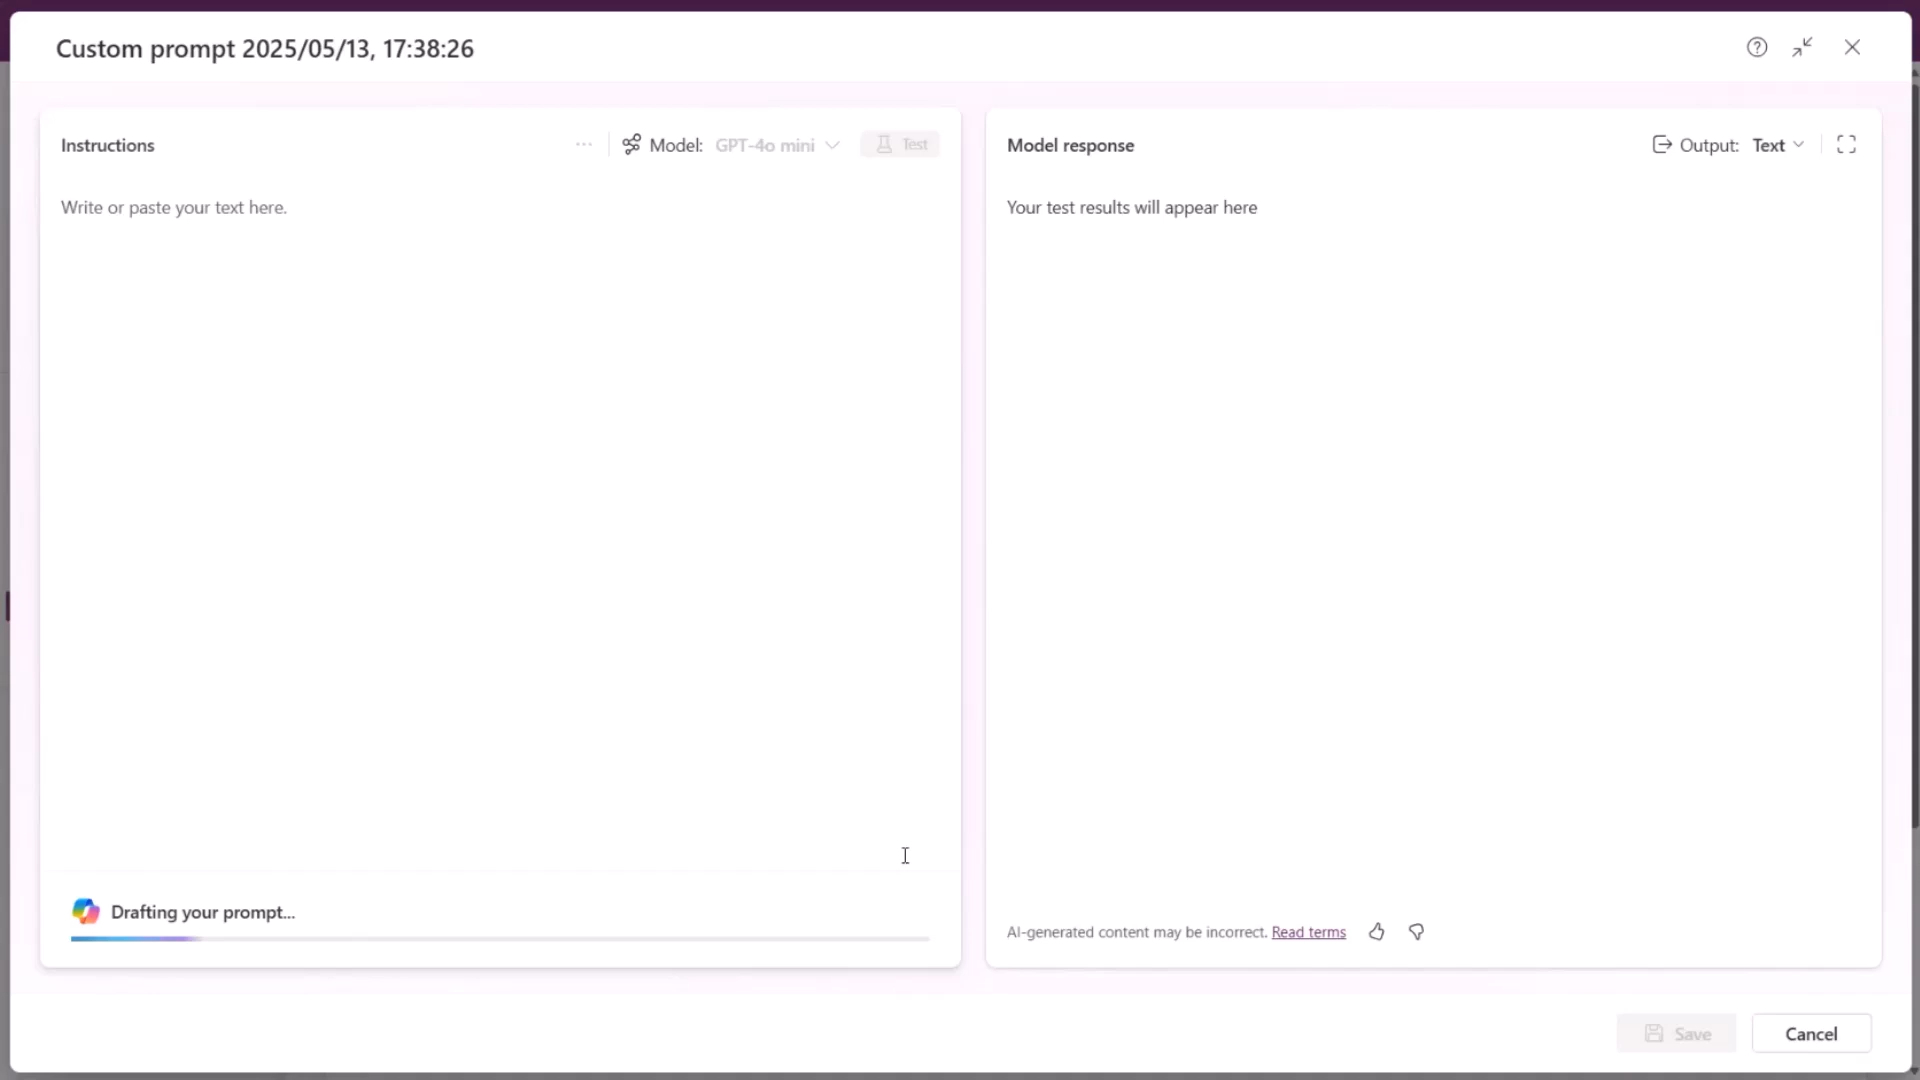 Custom prompt 2025/05/13, 17:38:26
Instructions
Model: GPT-4o mini
Test
Write or paste your text here.
Drafting your prompt...
Model response
Output: Text
Your test results will appear here
AI-generated content may be incorrect. Read terms
Save
Cancel